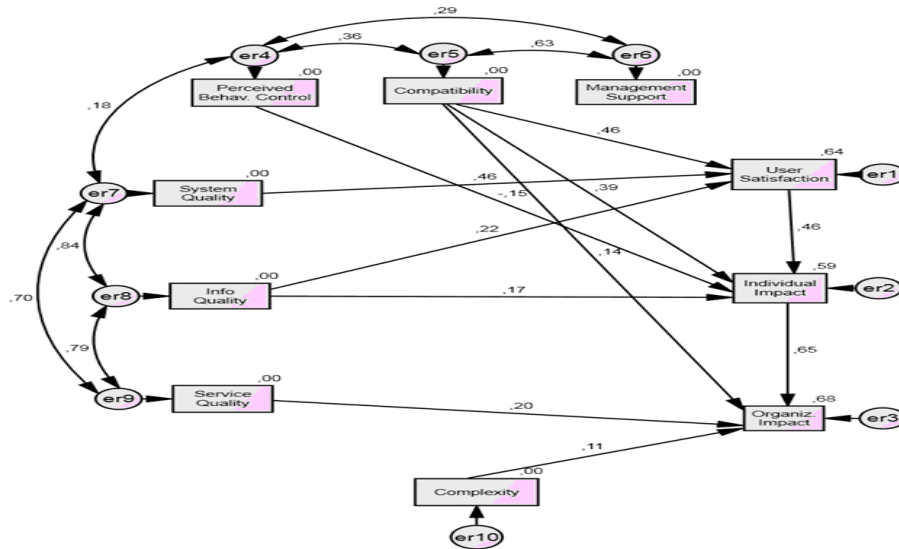 ,29
,36
er4
er5
,63
er6
,00
,00
,00
Perceived
Behav. Control
Compatibility
Management
Support
,18
,46
,64
,00
User
Satisfaction
er1
er7
System
Quality
,46
-,15
,39
,84
,22
,46
,14
,00
,59
,70
er8
Info
Quality
,17
Individual
Impact
er2
,79
,65
,00
er9
Service
Quality
,20
,68
Organiz.
Impact
er3
,11
,00
Complexity
er10